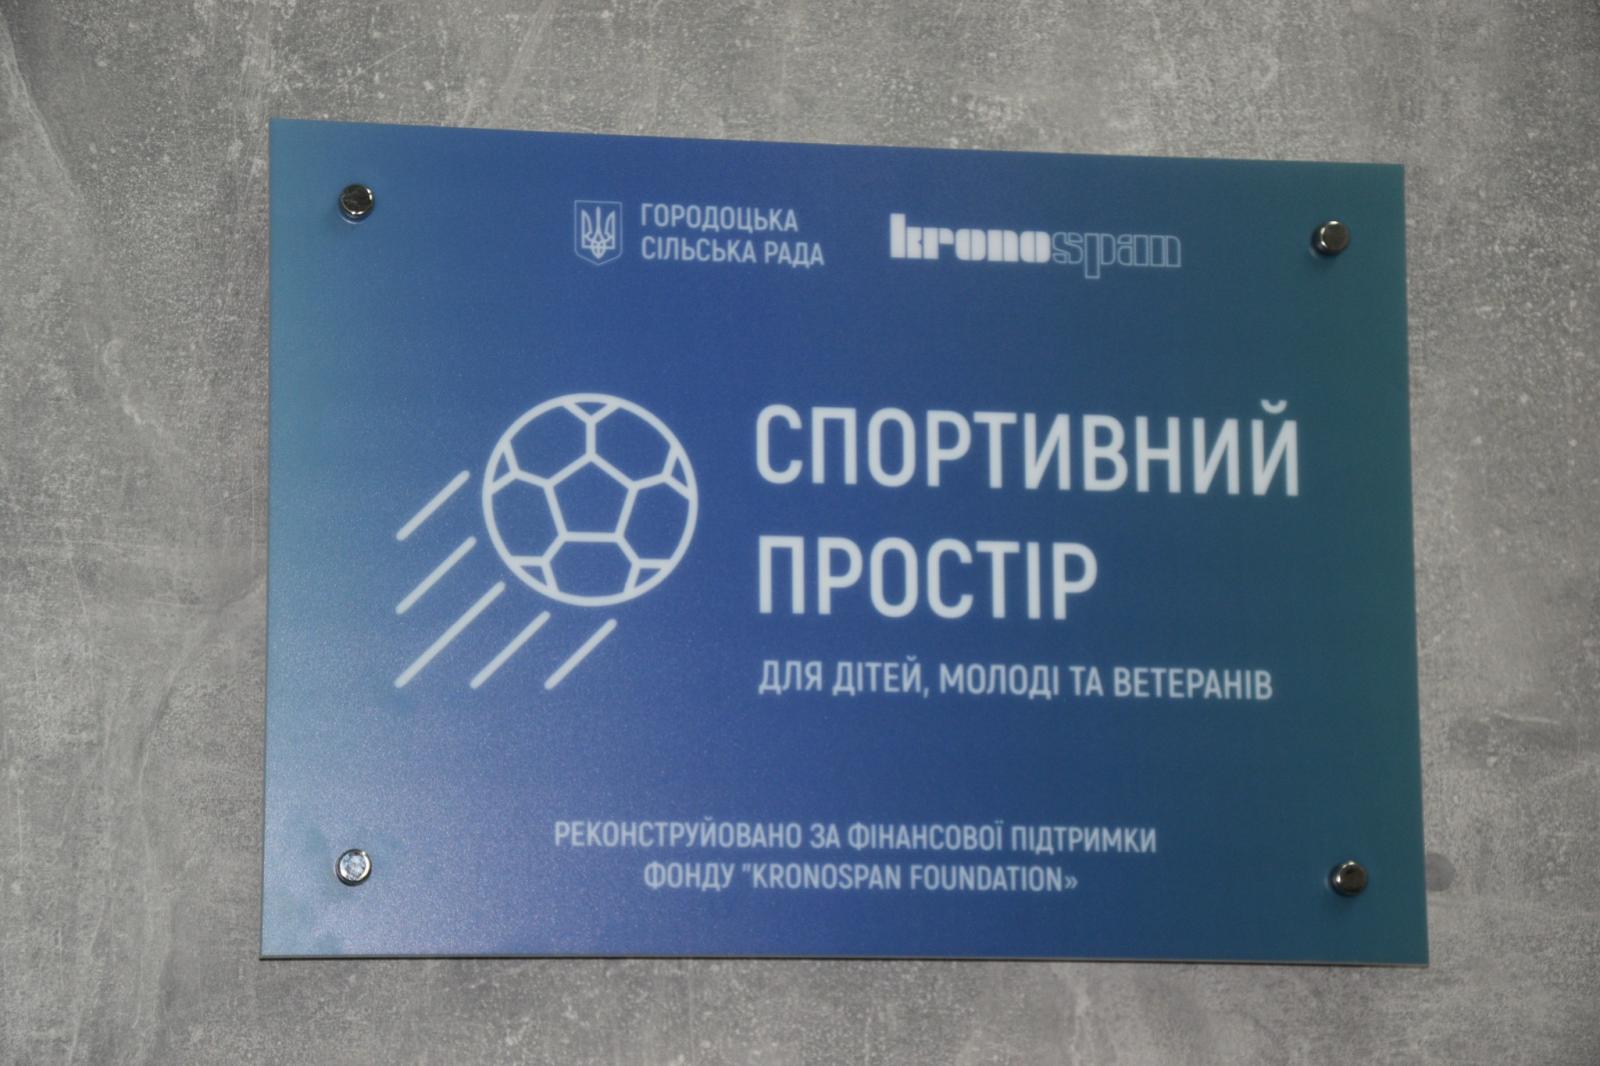 ГОРОДОЦЬКА
СІЛЬСЬКА РАДА
kronospan
СПОРТИВНИЙ
ПРОСТІР
ДЛЯ ДІТЕЙ, МОЛОДІ ТА ВЕТЕРАНІВ
РЕКОНСТРУЙОВАНО ЗА ФІНАНСОВОЇ ПІДТРИМКИ
ФОНДУ "KRONOSPAN FOUNDATION»